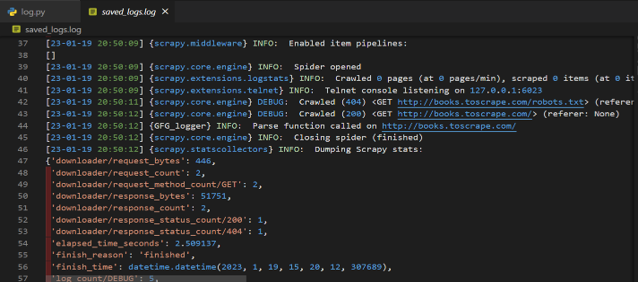 log.py
saved_logs.log
saved_logs.log
37 [23-01-19 20:50:09] {scrapy.middleware} INFO: Enabled item pipelines:
38 []
39 [23-01-19 20:50:09] {scrapy.core.engine} INFO: Spider opened
40 [23-01-19 20:50:09] {scrapy.extensions.logstats} INFO: Crawled 0 pages (at 0 pages/min), scraped 0 items (at 0 it
41 [23-01-19 20:50:09] {scrapy.extensions.telnet} INFO: Telnet console listening on 127.0.0.1:6023
42 [23-01-19 20:50:11] {scrapy.core.engine} DEBUG: Crawled (404) <GET http://books.toscrape.com/robots.txt> (refere
43 [23-01-19 20:50:12] {scrapy.core.engine} DEBUG: Crawled (200) <GET http://books.toscrape.com/> (referer: None)
44 [23-01-19 20:50:12] {GFG_logger} INFO: Parse function called on http://books.toscrape.com/
45 [23-01-19 20:50:12] {scrapy.core.engine} INFO: Closing spider (finished)
46 [23-01-19 20:50:12] {scrapy.statscollectors} INFO: Dumping Scrapy stats:
47 {'downloader/request_bytes': 446,
48 'downloader/request_count': 2,
49 'downloader/request_method_count/GET': 2,
50 'downloader/response_bytes': 51751,
51 'downloader/response_count': 2,
52 'downloader/response_status_count/200': 1,
53 'downloader/response_status_count/404': 1,
54 'elapsed_time_seconds': 2.509137,
55 'finish_reason': 'finished',
56 'finish_time': datetime.datetime(2023, 1, 19, 15, 20, 12, 307689),
57 'log_count/DEBUG': 5,